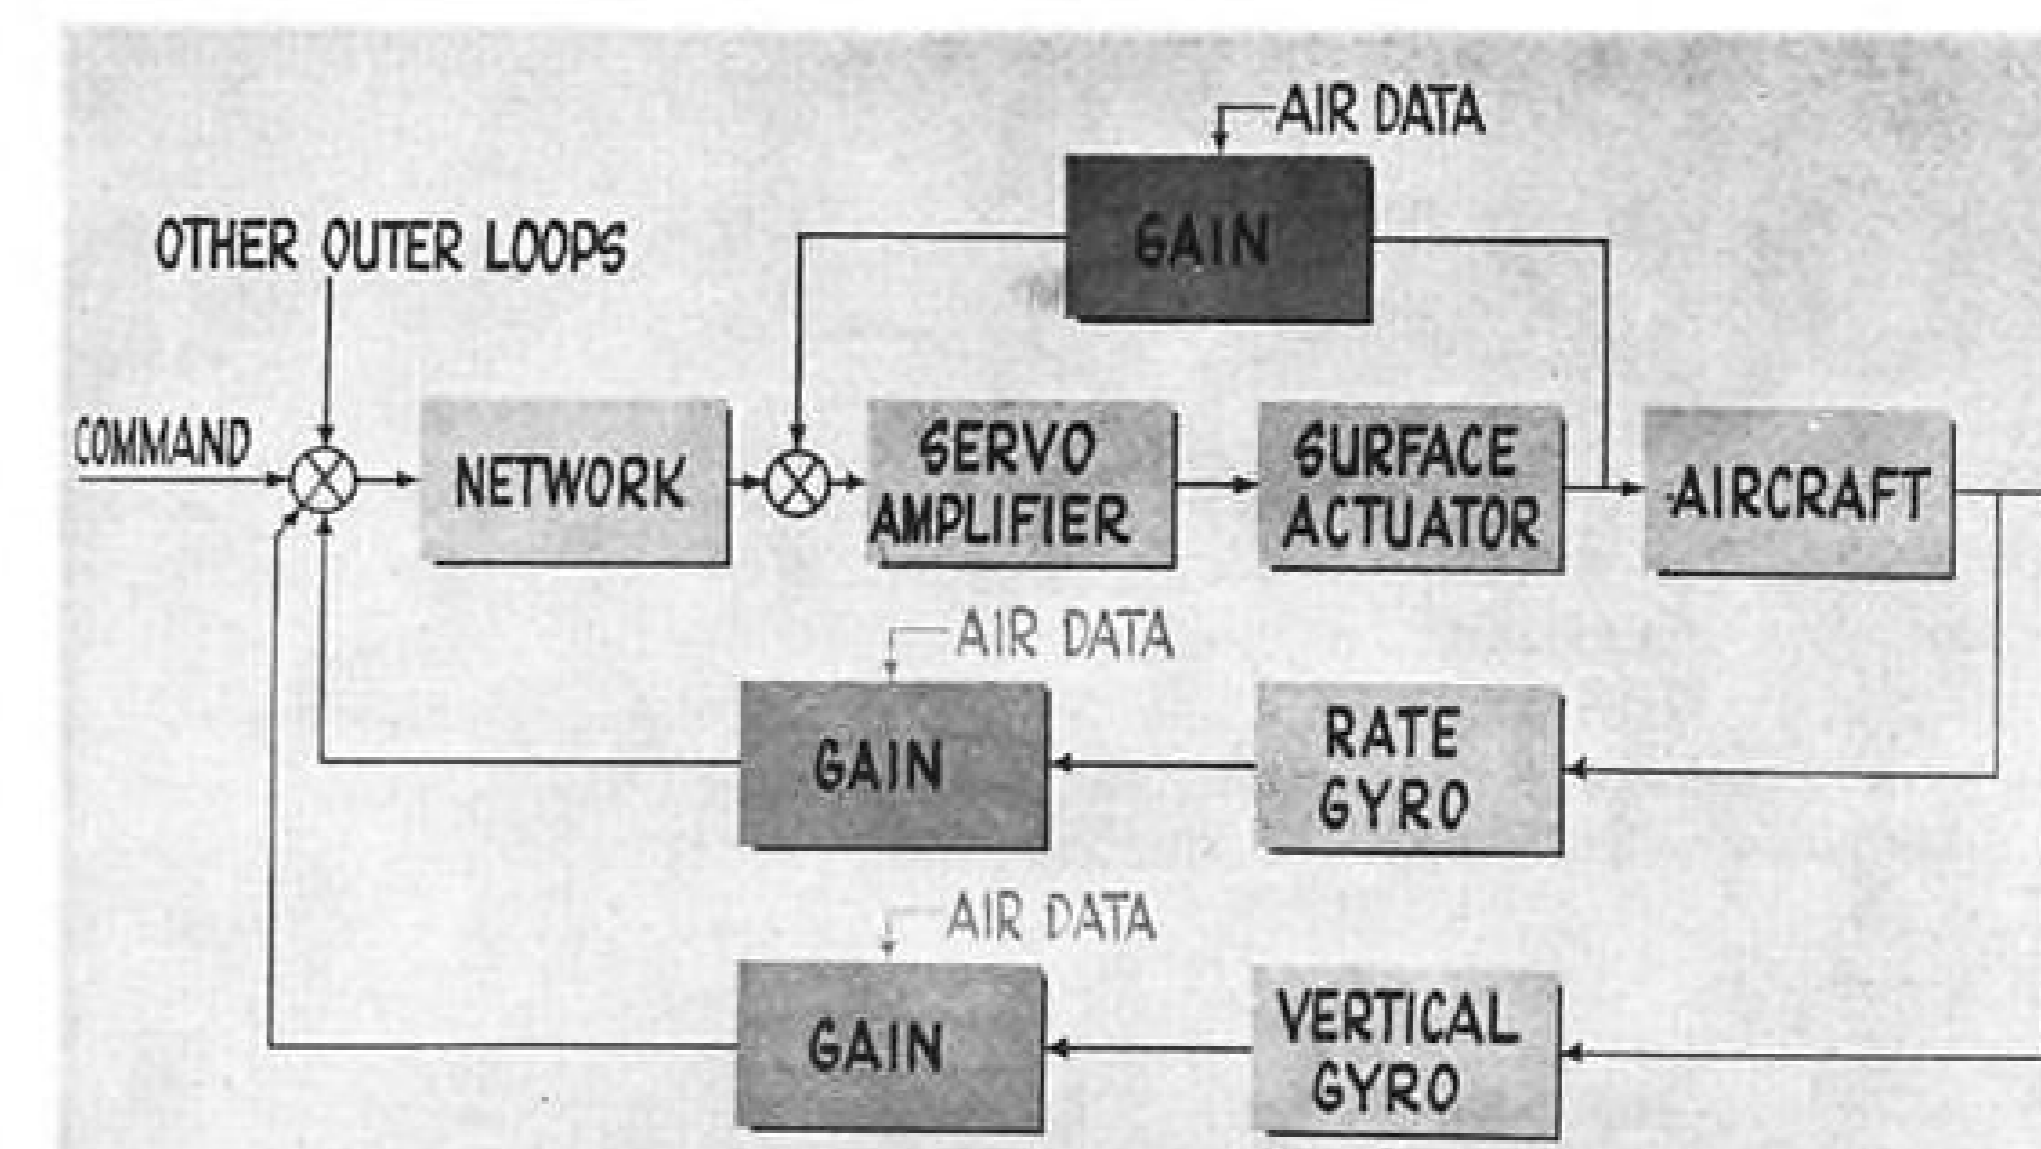 AIR DATA
GAIN
OTHER OUTER LOOPS
COMMAND
NETWORK
SERVO
AMPLIFIER
SURFACE
ACTUATOR
AIRCRAFT
AIR DATA
GAIN
RATE
GYRO
AIR DATA
GAIN
VERTICAL
GYRO